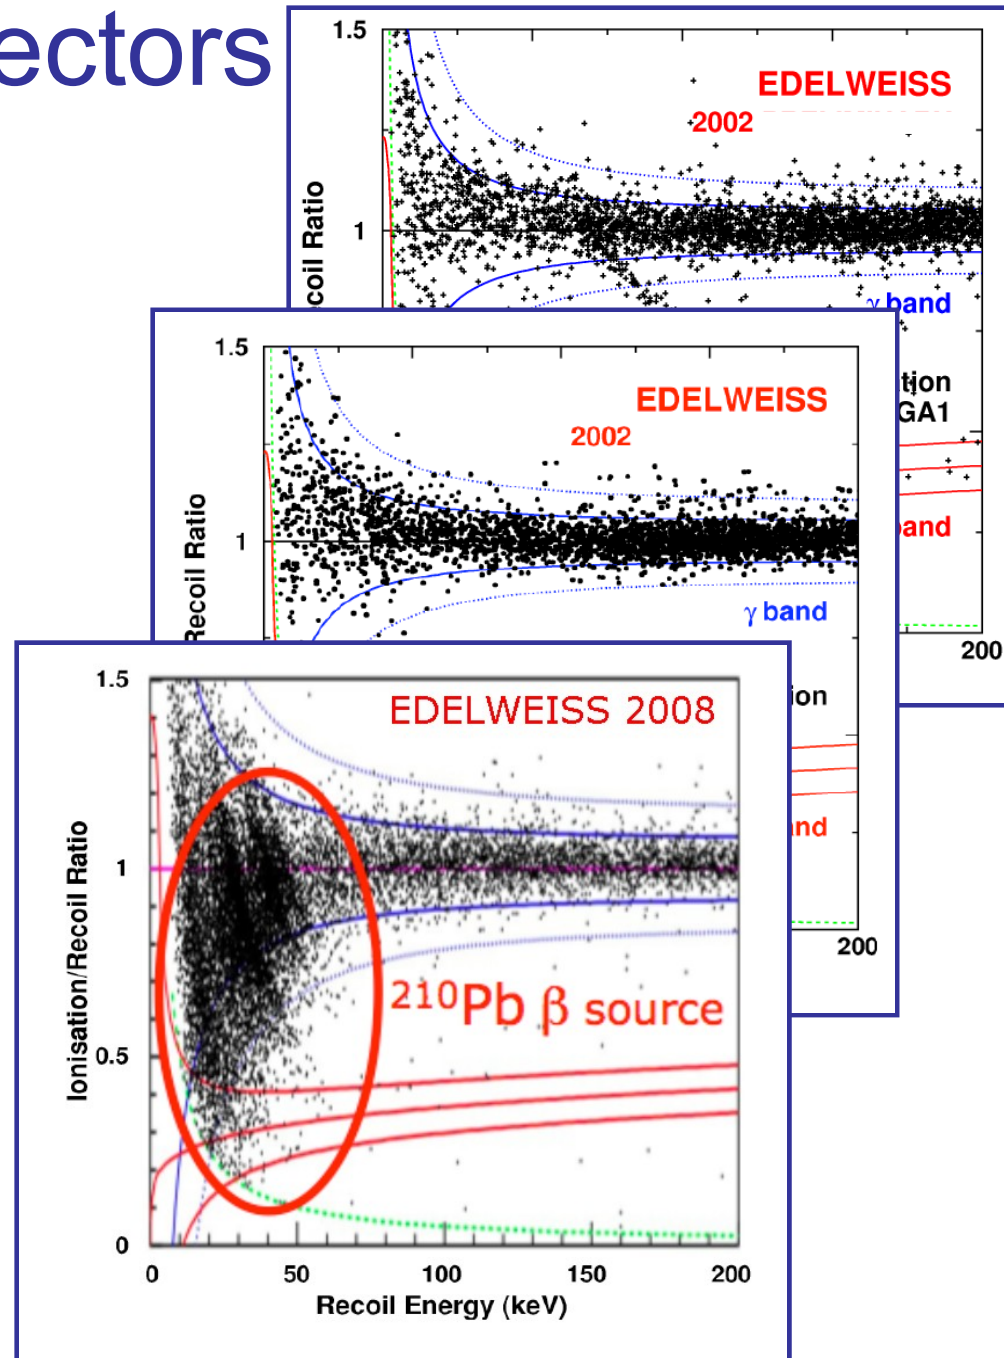 ectors
1.5
EDELWEISS
2002
coil Ratio
1
γ band
tion
GA1
and
200
1.5
EDELWEISS
2002
Recoil Ratio
1
γ band
ion
nd
200
1.5
EDELWEISS 2008
1
Ionisation/Recoil Ratio
210Pb β source
0.5
0
0 50 100 150 200
Recoil Energy (keV)